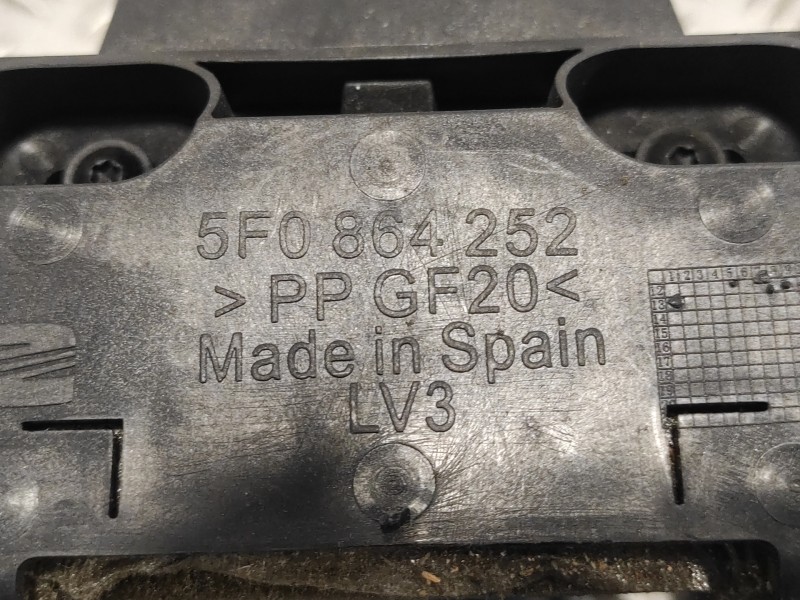 5F0 864 252
> PP GF20<
Made in Spain
LV3